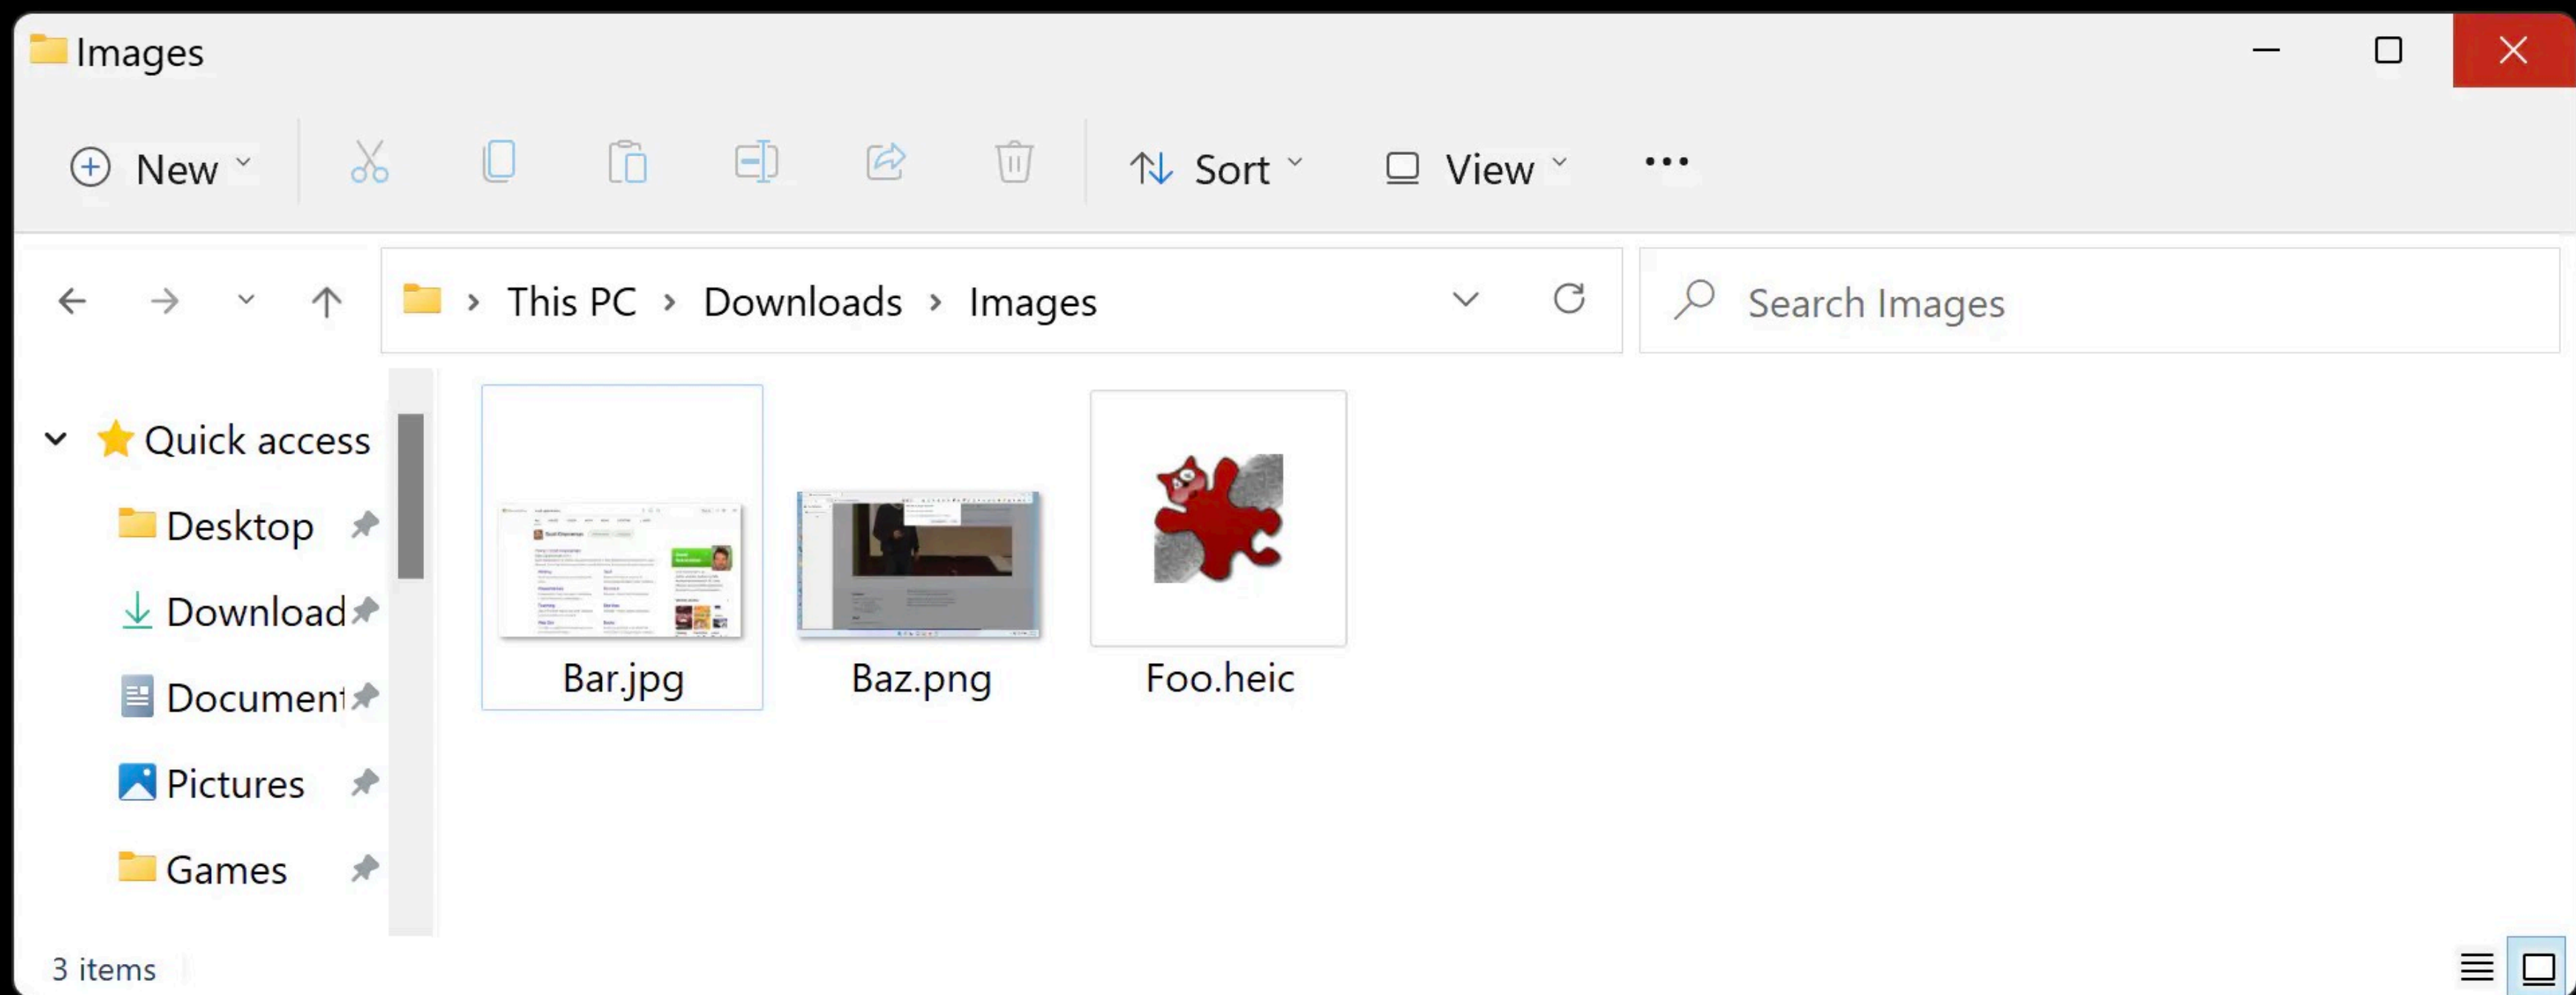 Images
New
Sort
View
This PC > Downloads > Images
Search Images
Quick access
Desktop
Download
Document
Pictures
Games
Bar.jpg
Baz.png
Foo.heic
3 items